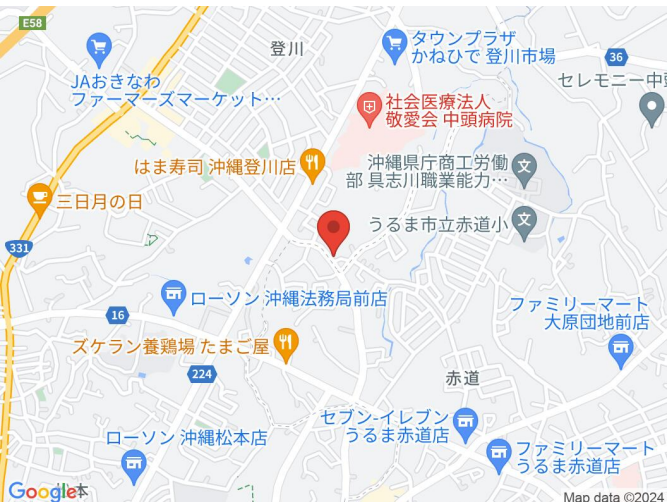 E58
登川
タウンプラザ
かねひで 登川市場
36
JAおきなわ
ファーマーズマーケット…
セレモニー中頭
社会医療法人
敬愛会 中頭病院
はま寿司 沖縄登川店
沖縄県庁商工労働
部 具志川職業能力…
三日月の日
うるま市立赤道小
331
ローソン 沖縄法務局前店
16
ファミリーマート
大原団地前店
ズケラン養鶏場 たまご屋
224
赤道
セブン-イレブン
うるま赤道店
ローソン 沖縄松本店
ファミリーマート
うるま赤道店
Google
本
Map data ©2024